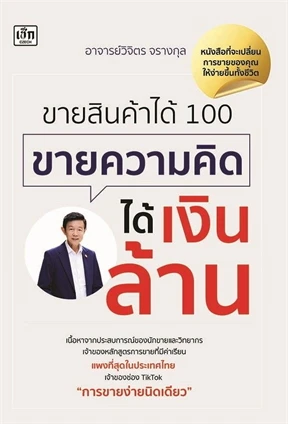 เช็ก
อาจารย์วิจิตร จรางกุล
หนังสือที่จะเปลี่ยน
การขายของคุณ
ให้ง่ายขึ้นทั้งชีวิต
ขายสินค้าได้ 100
ขายความคิด
ได้ เงิน
ล้าน
เนื้อหาจากประสบการณ์ของนักขายและวิทยากร
เจ้าของหลักสูตรการขายที่มีค่าเรียน
แพงที่สุดในประเทศไทย
เจ้าของช่อง TikTok
“การขายง่ายนิดเดียว”